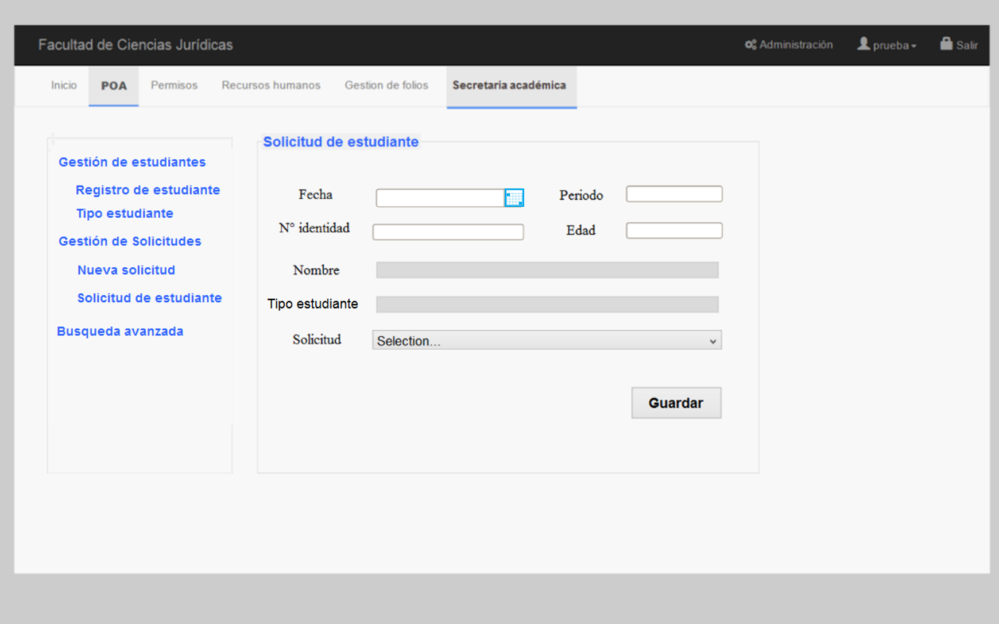 Facultad de Ciencias Jurídicas Administración prueba Salir
Inicio POA Permisos Recursos humanos Gestion de folios Secretaria académica
Gestión de estudiantes
Registro de estudiante
Tipo estudiante
Gestión de Solicitudes
Nueva solicitud
Solicitud de estudiante
Busqueda avanzada
Solicitud de estudiante
Fecha Periodo
N° identidad Edad
Nombre
Tipo estudiante
Solicitud Selection...
Guardar